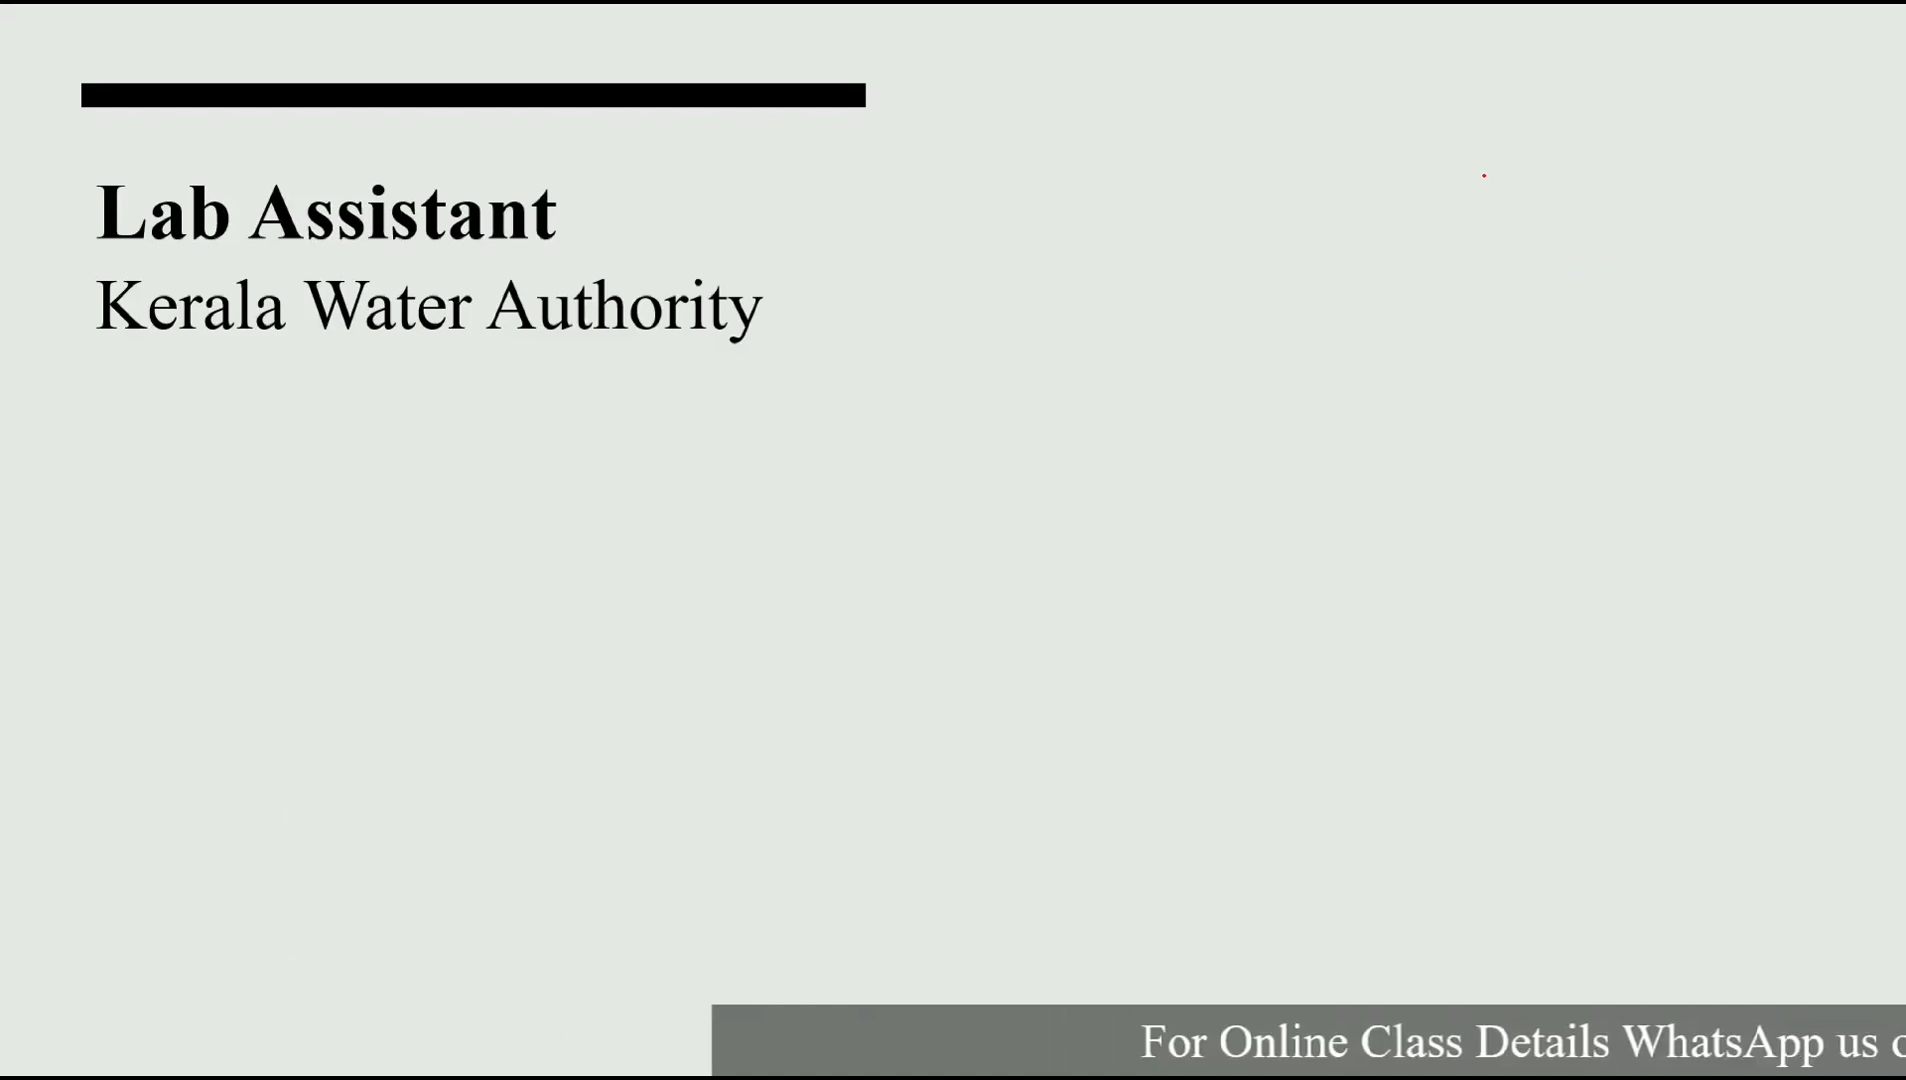 Lab Assistant
Kerala Water Authority
For Online Class Details WhatsApp us